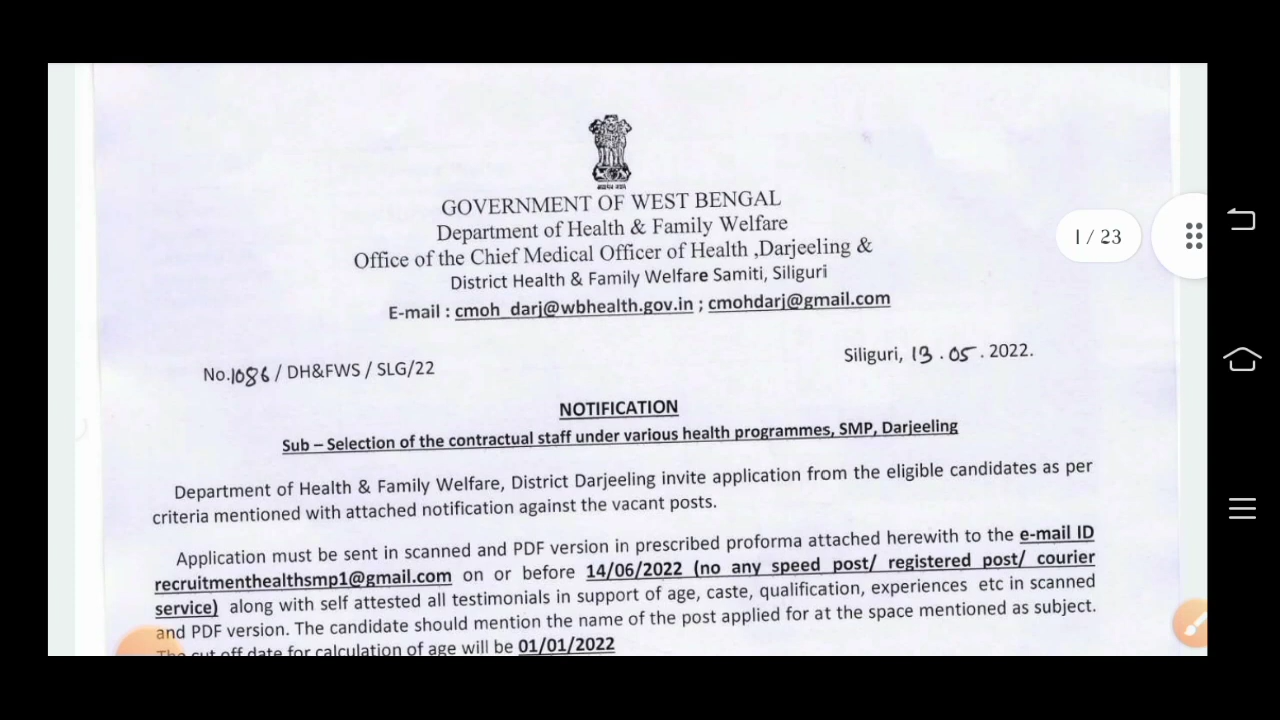 GOVERNMENT OF WEST BENGAL
Department of Health & Family Welfare
Office of the Chief Medical Officer of Health ,Darjeeling &
District Health & Family Welfare Samiti, Siliguri
E-mail : cmoh_darj@wbhealth.gov.in ; cmohdarj@gmail.com
No.1086 / DH&FWS / SLG/22
Siliguri, 13 . 05 . 2022.
NOTIFICATION
Sub – Selection of the contractual staff under various health programmes, SMP, Darjeeling
Department of Health & Family Welfare, District Darjeeling invite application from the eligible candidates as per
criteria mentioned with attached notification against the vacant posts.
Application must be sent in scanned and PDF version in prescribed proforma attached herewith to the e-mail ID
recruitmenthealthsmp1@gmail.com on or before 14/06/2022 (no any speed post/ registered post/ courier
service) along with self attested all testimonials in support of age, caste, qualification, experiences etc in scanned
and PDF version. The candidate should mention the name of the post applied for at the space mentioned as subject.
The cut off date for calculation of age will be 01/01/2022
1 / 23